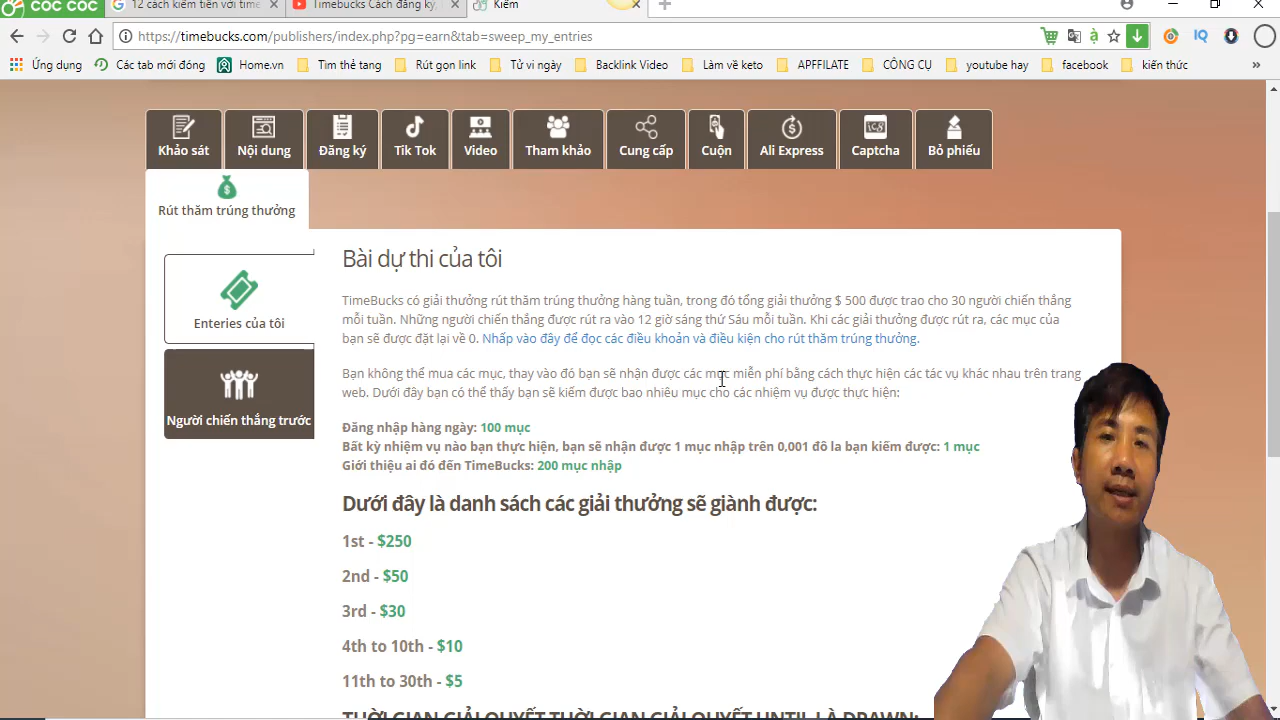 CỐC CỐC
12 cách kiếm tiền với time
Timebucks Cách đăng ký,
Kiếm
https://timebucks.com/publishers/index.php?pg=earn&tab=sweep_my_entries
Ứng dụng
Các tab mới đóng
Home.vn
Tìm thẻ tang
Rút gọn link
Tử vi ngày
Backlink Video
Làm về keto
APFFILATE
CÔNG CỤ
youtube hay
facebook
kiến thức
Khảo sát
Nội dung
Đăng ký
Tik Tok
Video
Tham khảo
Cung cấp
Cuộn
Ali Express
Captcha
Bỏ phiếu
Rút thăm trúng thưởng
Enteries của tôi
Người chiến thắng trước
Bài dự thi của tôi
TimeBucks có giải thưởng rút thăm trúng thưởng hàng tuần, trong đó tổng giải thưởng $ 500 được trao cho 30 người chiến thắng
mỗi tuần. Những người chiến thắng được rút ra vào 12 giờ sáng thứ Sáu mỗi tuần. Khi các giải thưởng được rút ra, các mục của
bạn sẽ được đặt lại về 0. Nhấp vào đây để đọc các điều khoản và điều kiện cho rút thăm trúng thưởng.
Bạn không thể mua các mục, thay vào đó bạn sẽ nhận được các mục miễn phí bằng cách thực hiện các tác vụ khác nhau trên trang
web. Dưới đây bạn có thể thấy bạn sẽ kiếm được bao nhiêu mục cho các nhiệm vụ được thực hiện:
Đăng nhập hàng ngày: 100 mục
Bất kỳ nhiệm vụ nào bạn thực hiện, bạn sẽ nhận được 1 mục nhập trên 0,001 đô la bạn kiếm được: 1 mục
Giới thiệu ai đó đến TimeBucks: 200 mục nhập
Dưới đây là danh sách các giải thưởng sẽ giành được:
1st - $250
2nd - $50
3rd - $30
4th to 10th - $10
11th to 30th - $5
THỜI GIAN GIẢI QUYẾT THỜI GIAN GIẢI QUYẾT UNTIL LÀ DRAWN: